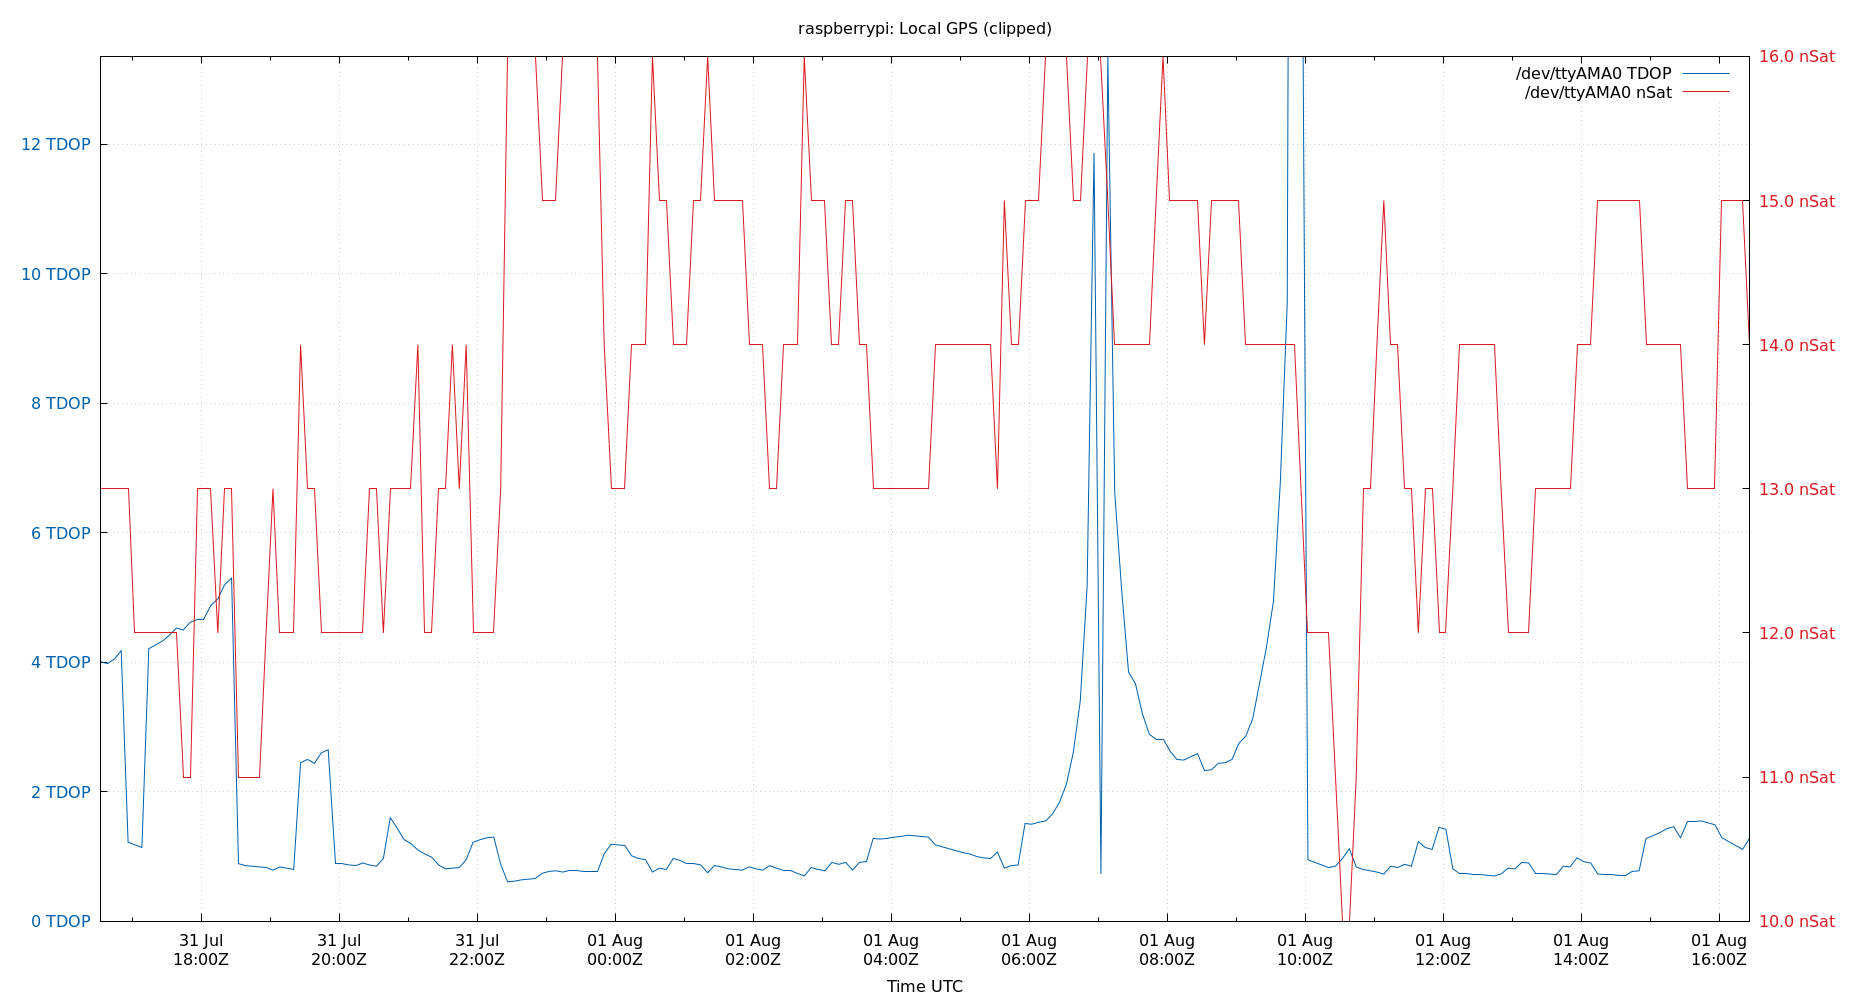 raspberrypi: Local GPS (clipped)
/dev/ttyAMA0 TDOP
/dev/ttyAMA0 nSat
12 TDOP
10 TDOP
8 TDOP
6 TDOP
4 TDOP
2 TDOP
0 TDOP
16.0 nSat
15.0 nSat
14.0 nSat
13.0 nSat
12.0 nSat
11.0 nSat
10.0 nSat
31 Jul
18:00Z
31 Jul
20:00Z
31 Jul
22:00Z
01 Aug
00:00Z
01 Aug
02:00Z
01 Aug
04:00Z
01 Aug
06:00Z
01 Aug
08:00Z
01 Aug
10:00Z
01 Aug
12:00Z
01 Aug
14:00Z
01 Aug
16:00Z
Time UTC